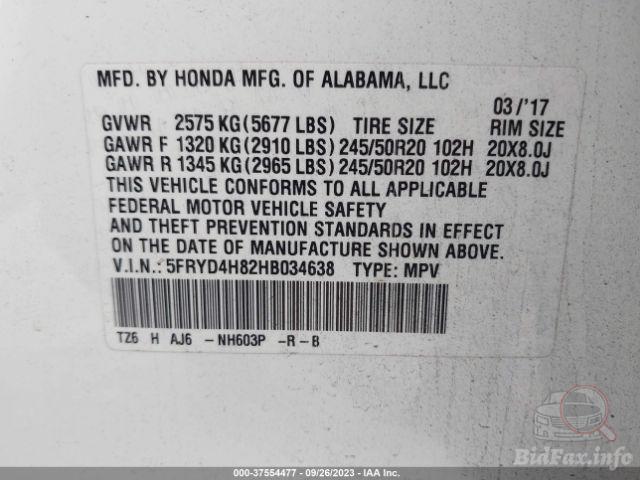 MFD. BY HONDA MFG. OF ALABAMA, LLC
03/'17
GVWR 2575 KG(5677 LBS) TIRE SIZE RIM SIZE
GAWR F 1320 KG(2910 LBS) 245/50R20 102H 20X8.0J
GAWR R 1345 KG(2965 LBS) 245/50R20 102H 20X8.0J
THIS VEHICLE CONFORMS TO ALL APPLICABLE
FEDERAL MOTOR VEHICLE SAFETY
AND THEFT PREVENTION STANDARDS IN EFFECT
ON THE DATE OF MANUFACTURE SHOWN ABOVE.
V.I.N.: 5FRYD4H82HB034638 TYPE: MPV
TZ6 H AJ6 -NH603P -R-B
BidFax.info
000-37554477 - 09/26/2023 - IAA Inc.